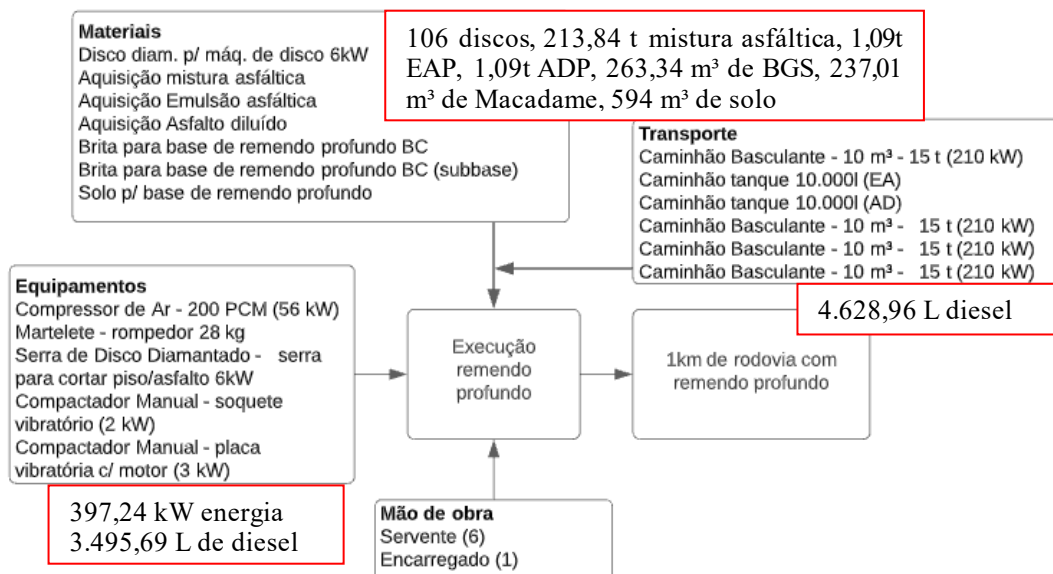 Materiais
Disco diam. p/ máq. de disco 6kW
Aquisição mistura asfáltica
Aquisição Emulsão asfáltica
Aquisição Asfalto diluído
Brita para base de remendo profundo BC
Brita para base de remendo profundo BC (subbase)
Solo p/ base de remendo profundo
106 discos, 213,84 t mistura asfáltica, 1,09t
EAP, 1,09t ADP, 263,34 m³ de BGS, 237,01
m³ de Macadame, 594 m³ de solo
Transporte
Caminhão Basculante - 10 m³ - 15 t (210 kW)
Caminhão tanque 10.000l (EA)
Caminhão tanque 10.000l (AD)
Caminhão Basculante - 10 m³ - 15 t (210 kW)
Caminhão Basculante - 10 m³ - 15 t (210 kW)
Caminhão Basculante - 10 m³ - 15 t (210 kW)
4.628,96 L diesel
Equipamentos
Compressor de Ar - 200 PCM (56 kW)
Martelete - rompedor 28 kg
Serra de Disco Diamantado - serra
para cortar piso/asfalto 6kW
Compactador Manual - soquete
vibratório (2 kW)
Compactador Manual - placa
vibratória c/ motor (3 kW)
397,24 kW energia
3.495,69 L de diesel
Execução
remendo
profundo
1km de rodovia com
remendo profundo
Mão de obra
Servente (6)
Encarregado (1)